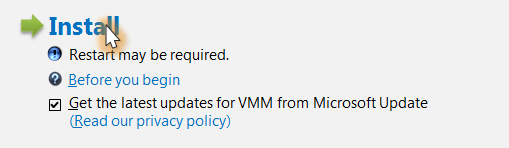 Install
Restart may be required.
Before you begin
Get the latest updates for VMM from Microsoft Update
(Read our privacy policy)